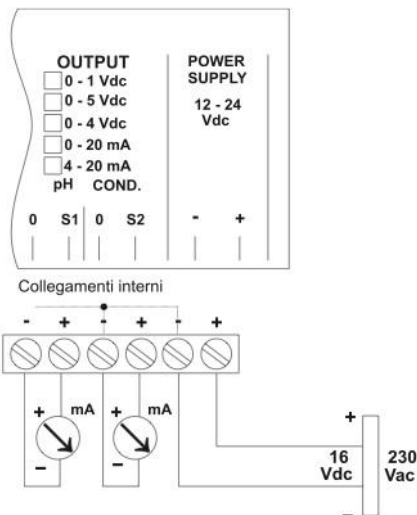 OUTPUT
0 - 1 Vdc
0 - 5 Vdc
0 - 4 Vdc
0 - 20 mA
4 - 20 mA
pH COND.
0 S1 0 S2
POWER
SUPPLY
12 - 24
Vdc
- +
Collegamenti interni
- + - + - +
+ mA + mA
- -
+
16
Vdc
230
Vac
-